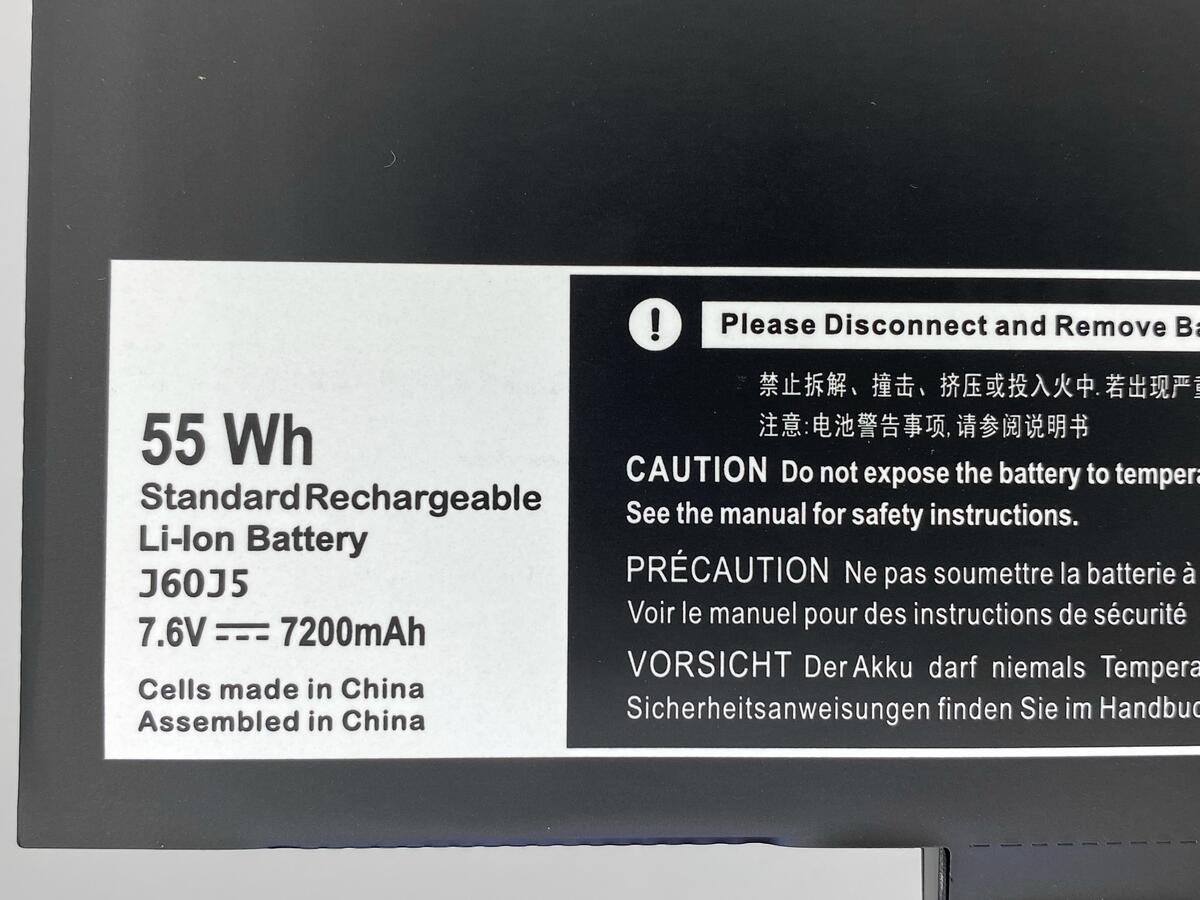 55 Wh
Standard Rechargeable
Li-Ion Battery
J60J5
7.6V 7200mAh
Cells made in China
Assembled in China
! Please Disconnect and Remove
禁止拆解、撞击、挤压或投入火中.若出现严
注意:电池警告事项,请参阅说明书
CAUTION Do not expose the battery to
See the manual for safety instructions.
PRÉCAUTION Ne pas soumettre la batterie à
Voir le manuel pour des instructions de sécurité
VORSICHT Der Akku darf niemals
Sicherheitsanweisungen finden Sie im